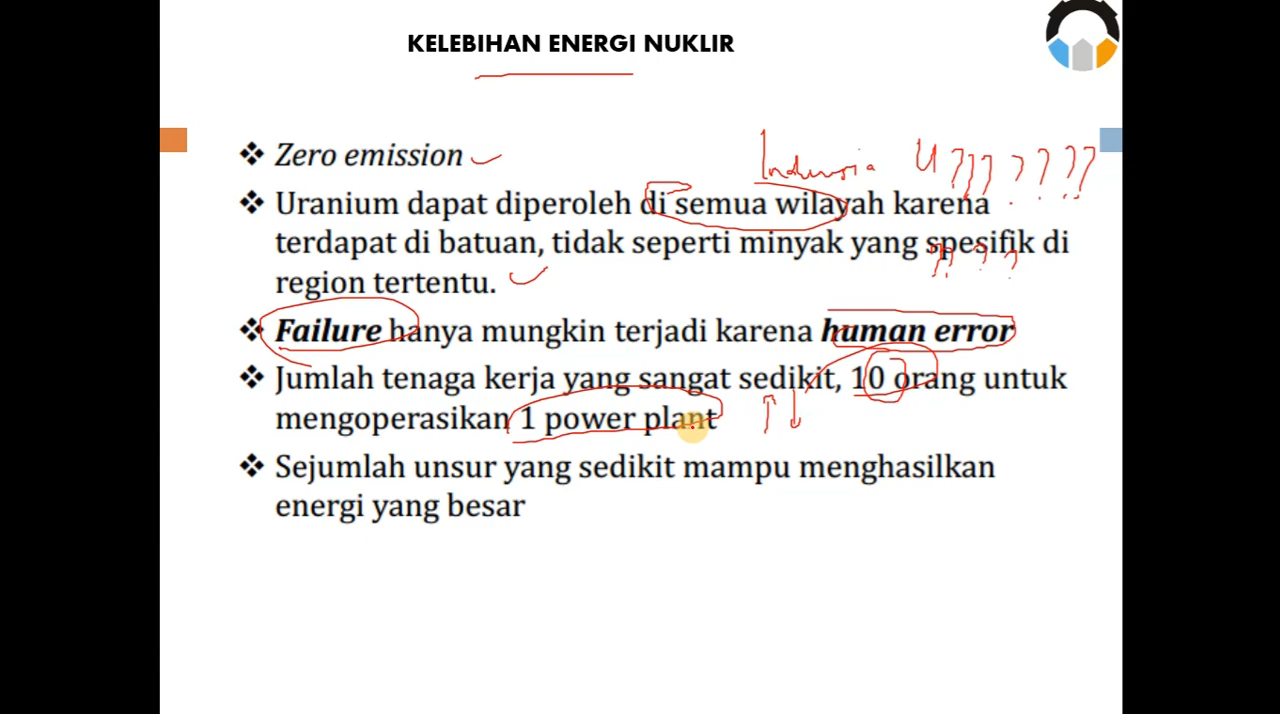 KELEBIHAN ENERGI NUKLIR
❖ Zero emission
Indonesia U ??? ? ? ??
❖ Uranium dapat diperoleh di semua wilayah karena
terdapat di batuan, tidak seperti minyak yang spesifik di
?? ? ?
region tertentu.
❖ Failure hanya mungkin terjadi karena human error
❖ Jumlah tenaga kerja yang sangat sedikit, 10 orang untuk
mengoperasikan 1 power plant ↑↓
❖ Sejumlah unsur yang sedikit mampu menghasilkan
energi yang besar